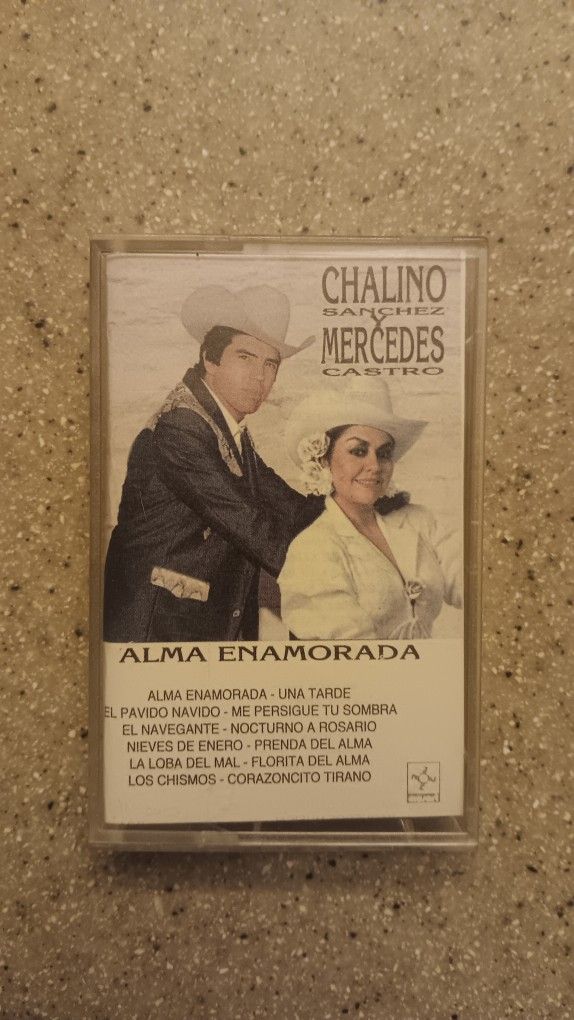 CHALINO
SANCHEZ
Y
MERCEDES
CASTRO
ALMA ENAMORADA
ALMA ENAMORADA - UNA TARDE
EL PAVIDO NAVIDO - ME PERSIGUE TU SOMBRA
EL NAVEGANTE - NOCTURNO A ROSARIO
NIEVES DE ENERO - PRENDA DEL ALMA
LA LOBA DEL MAL - FLORITA DEL ALMA
LOS CHISMOS - CORAZONCITO TIRANO